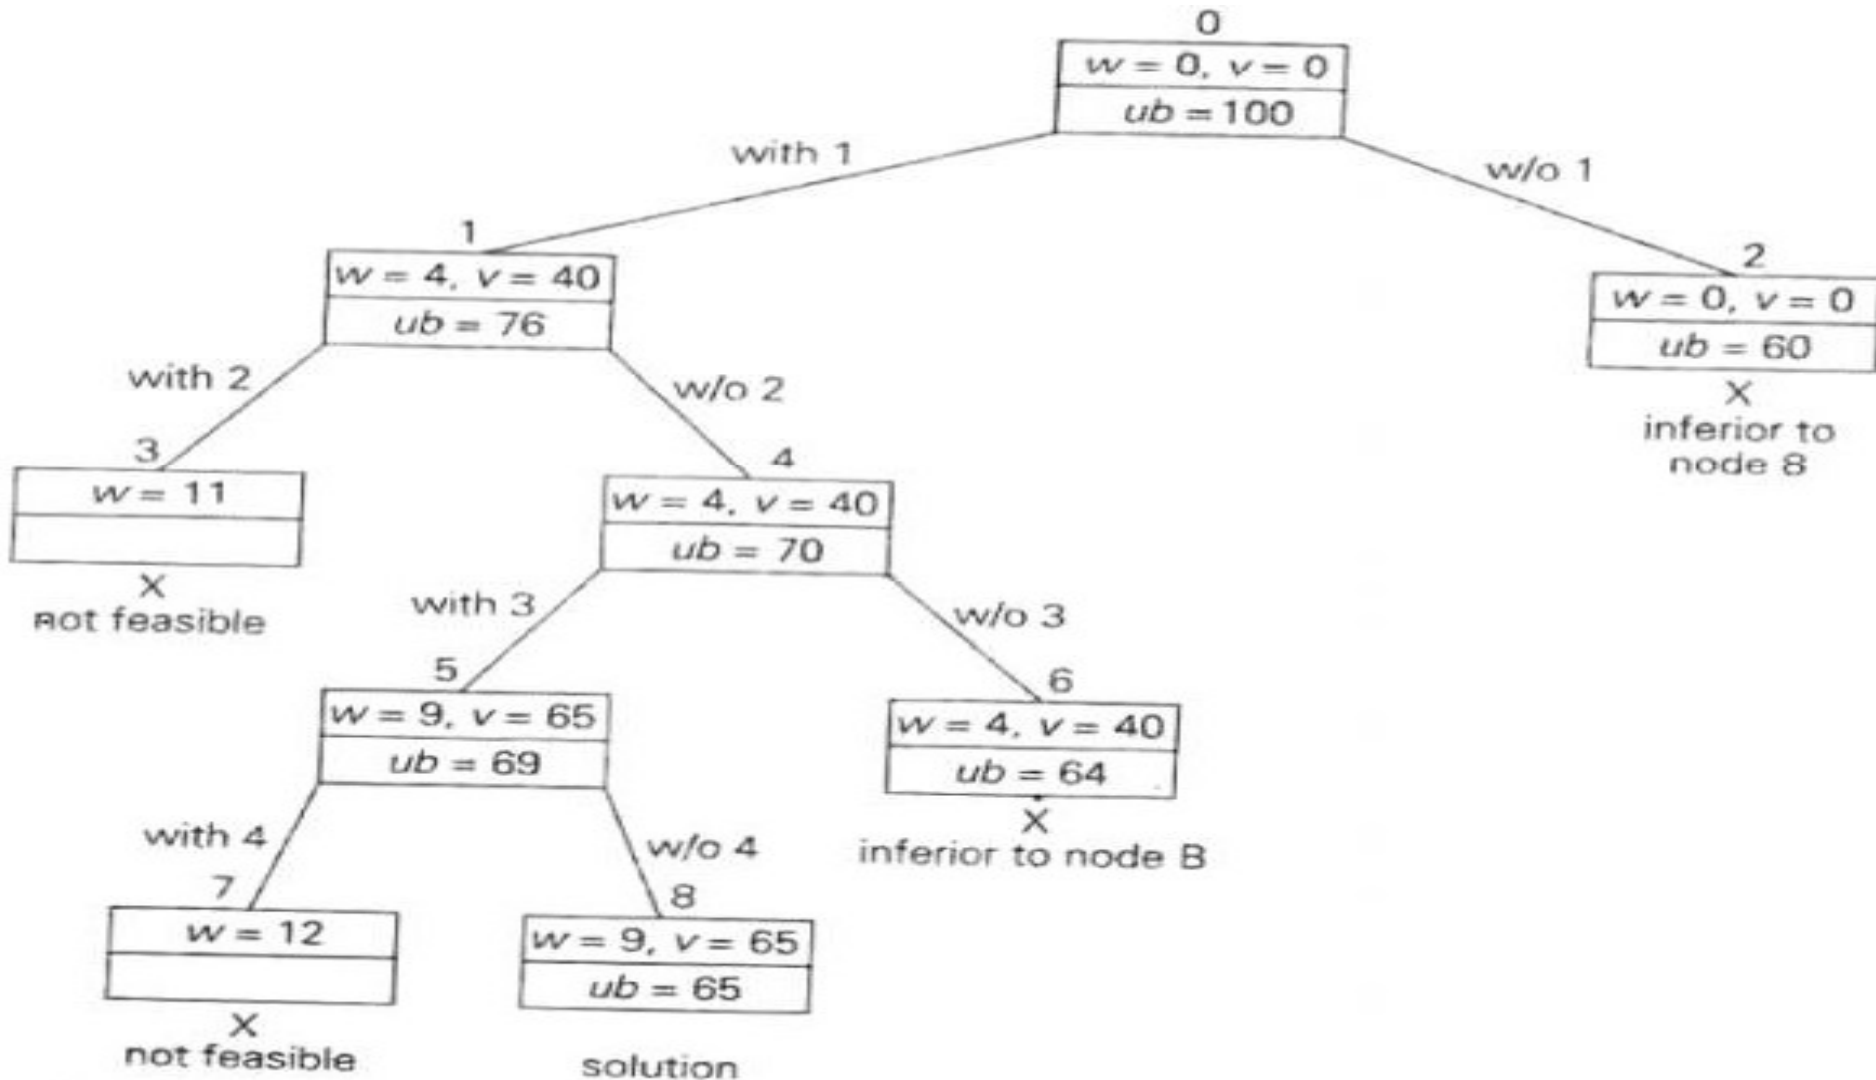 0
w = 0, v = 0
ub = 100
with 1
w/o 1
1
w = 4, v = 40
ub = 76
2
w = 0, v = 0
ub = 60
X
inferior to
node 8
with 2
w/o 2
3
w = 11
X
not feasible
4
w = 4, v = 40
ub = 70
with 3
w/o 3
5
w = 9, v = 65
ub = 69
6
w = 4, v = 40
ub = 64
X
inferior to node 8
with 4
w/o 4
7
w = 12
X
not feasible
8
w = 9, v = 65
ub = 65
solution